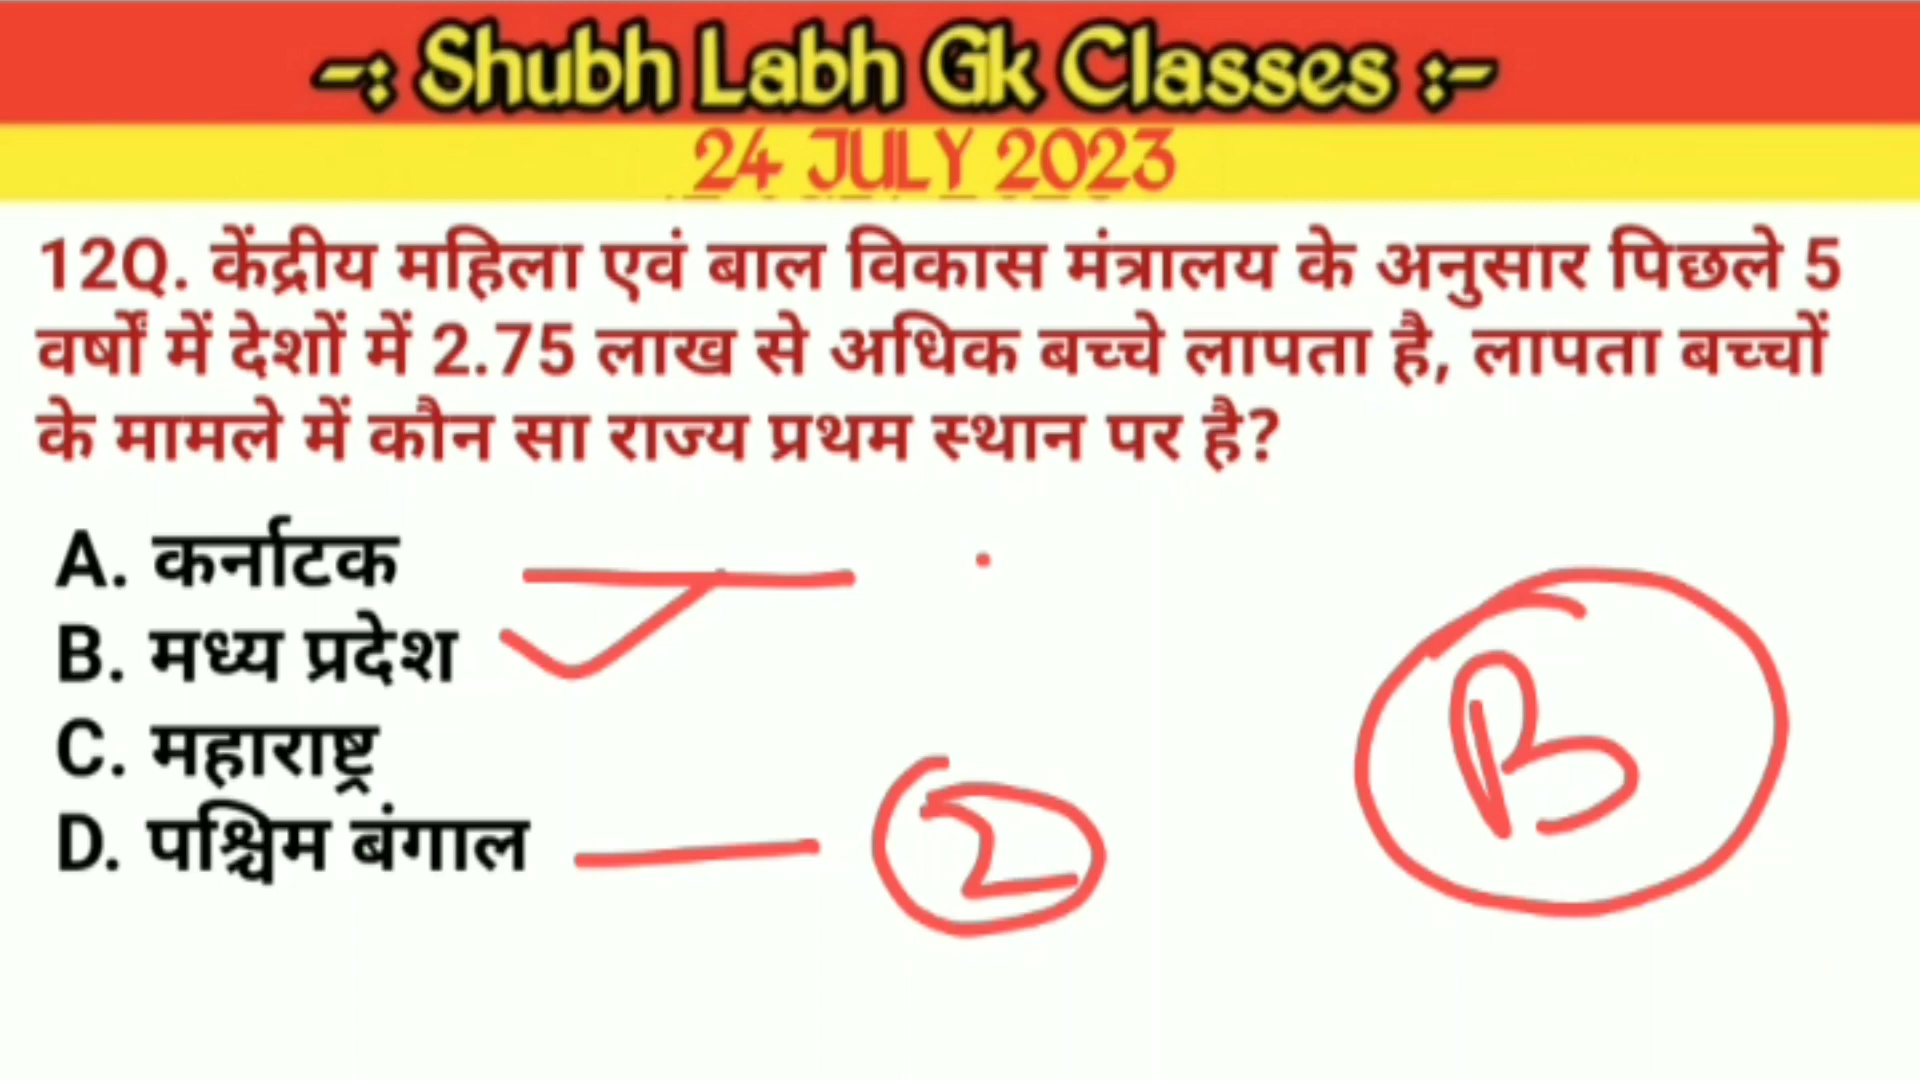 -: Shubh Labh Gk Classes :-
24 JULY 2023
12Q. केंद्रीय महिला एवं बाल विकास मंत्रालय के अनुसार पिछले 5
वर्षों में देशों में 2.75 लाख से अधिक बच्चे लापता है, लापता बच्चों
के मामले में कौन सा राज्य प्रथम स्थान पर है?
A. कर्नाटक
B. मध्य प्रदेश
C. महाराष्ट्र
D. पश्चिम बंगाल
2
B